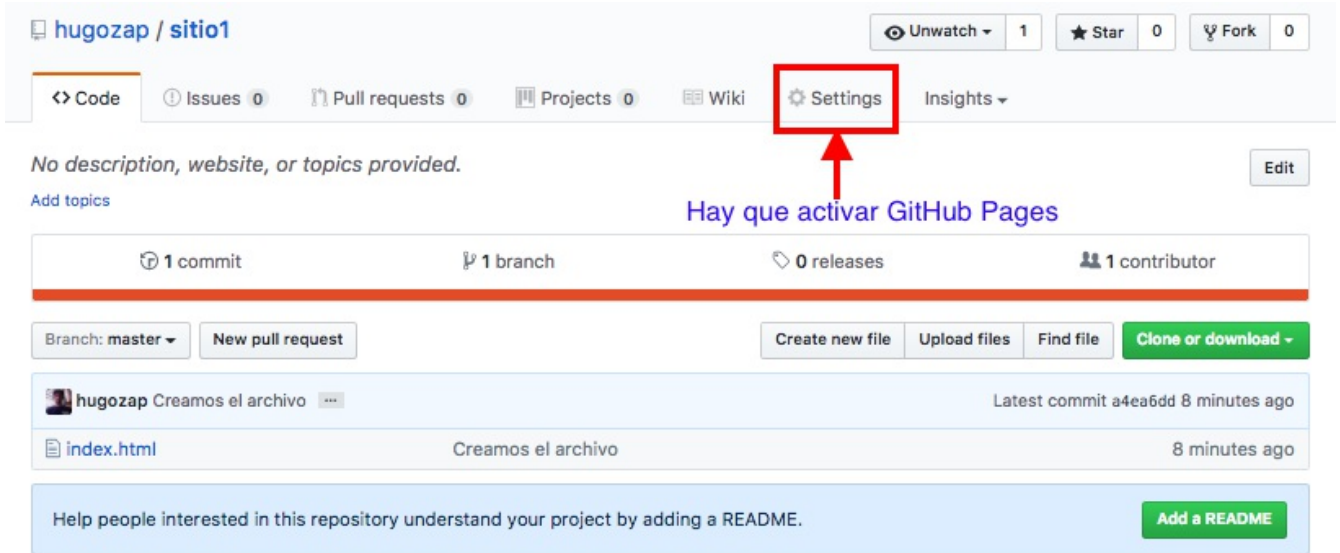 hugozap / sitio1
Unwatch 1 Star 0 Fork 0
Code Issues 0 Pull requests 0 Projects 0 Wiki Settings Insights
No description, website, or topics provided.
Edit
Add topics
Hay que activar GitHub Pages
1 commit 1 branch 0 releases 1 contributor
Branch: master New pull request Create new file Upload files Find file Clone or download
hugozap Creamos el archivo ... Latest commit a4ea6dd 8 minutes ago
index.html Creamos el archivo 8 minutes ago
Help people interested in this repository understand your project by adding a README. Add a README